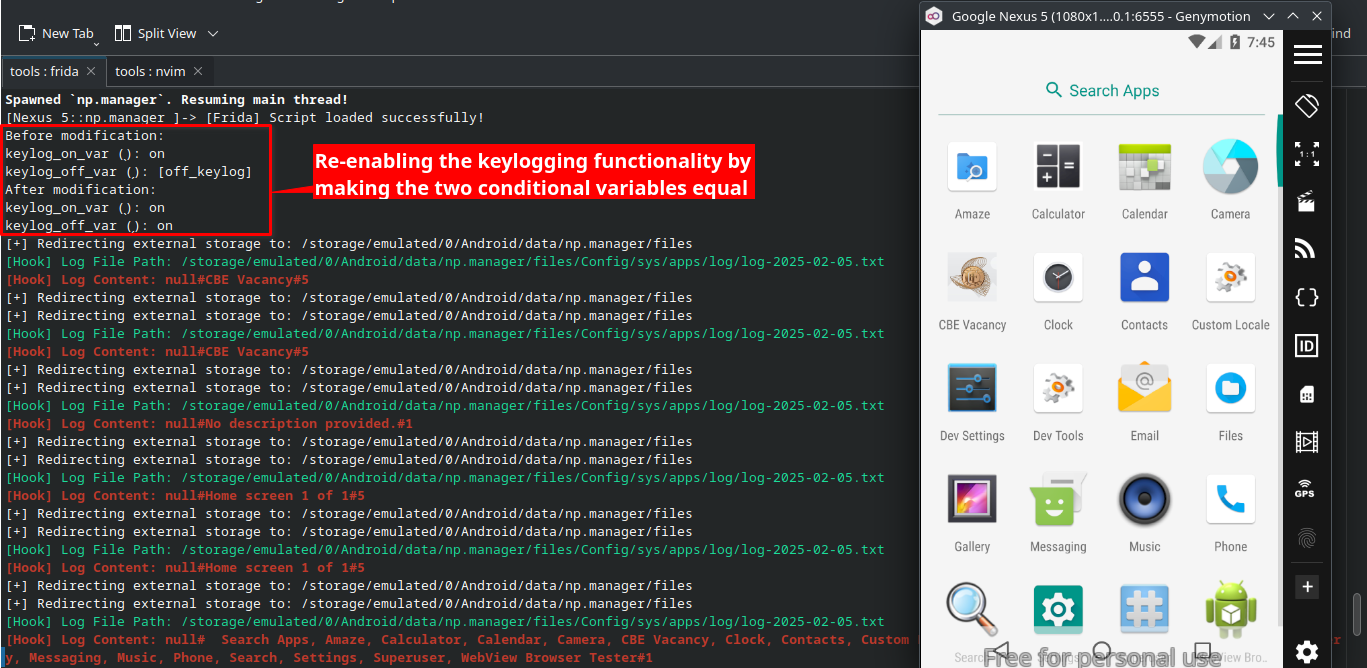 Google Nexus 5 (1080x1....0.1:6555 - Genymotion
New Tab
Split View
ind
tools : frida
tools : nvim
Spawned `np.manager`. Resuming main thread!
[Nexus 5::np.manager ]-> [Frida] Script loaded successfully!
Before modification:
keylog_on_var (ِ): on
keylog_off_var (ِ): [off_keylog]
After modification:
keylog_on_var (ِ): on
keylog_off_var (ِ): on
Re-enabling the keylogging functionality by
making the two conditional variables equal
[+] Redirecting external storage to: /storage/emulated/0/Android/data/np.manager/files
[Hook] Log File Path: /storage/emulated/0/Android/data/np.manager/files/Config/sys/apps/log/log-2025-02-05.txt
[Hook] Log Content: null#CBE Vacancy#5
[+] Redirecting external storage to: /storage/emulated/0/Android/data/np.manager/files
[+] Redirecting external storage to: /storage/emulated/0/Android/data/np.manager/files
[Hook] Log File Path: /storage/emulated/0/Android/data/np.manager/files/Config/sys/apps/log/log-2025-02-05.txt
[Hook] Log Content: null#CBE Vacancy#5
[+] Redirecting external storage to: /storage/emulated/0/Android/data/np.manager/files
[+] Redirecting external storage to: /storage/emulated/0/Android/data/np.manager/files
[Hook] Log File Path: /storage/emulated/0/Android/data/np.manager/files/Config/sys/apps/log/log-2025-02-05.txt
[Hook] Log Content: null#No description provided.#1
[+] Redirecting external storage to: /storage/emulated/0/Android/data/np.manager/files
[+] Redirecting external storage to: /storage/emulated/0/Android/data/np.manager/files
[Hook] Log File Path: /storage/emulated/0/Android/data/np.manager/files/Config/sys/apps/log/log-2025-02-05.txt
[Hook] Log Content: null#Home screen 1 of 1#5
[+] Redirecting external storage to: /storage/emulated/0/Android/data/np.manager/files
[+] Redirecting external storage to: /storage/emulated/0/Android/data/np.manager/files
[Hook] Log File Path: /storage/emulated/0/Android/data/np.manager/files/Config/sys/apps/log/log-2025-02-05.txt
[Hook] Log Content: null#Home screen 1 of 1#5
[+] Redirecting external storage to: /storage/emulated/0/Android/data/np.manager/files
[+] Redirecting external storage to: /storage/emulated/0/Android/data/np.manager/files
[Hook] Log File Path: /storage/emulated/0/Android/data/np.manager/files/Config/sys/apps/log/log-2025-02-05.txt
[Hook] Log Content: null#  Search Apps, Amaze, Calculator, Calendar, Camera, CBE Vacancy, Clock, Contacts, Custom
y, Messaging, Music, Phone, Search, Settings, Superuser, WebView Browser Tester#1
7:45
Search Apps
Amaze
Calculator
Calendar
Camera
CBE Vacancy
Clock
Contacts
Custom Locale
Dev Settings
Dev Tools
Email
Files
Gallery
Messaging
Music
Phone
Free for personal use
1:1
ID
GPS